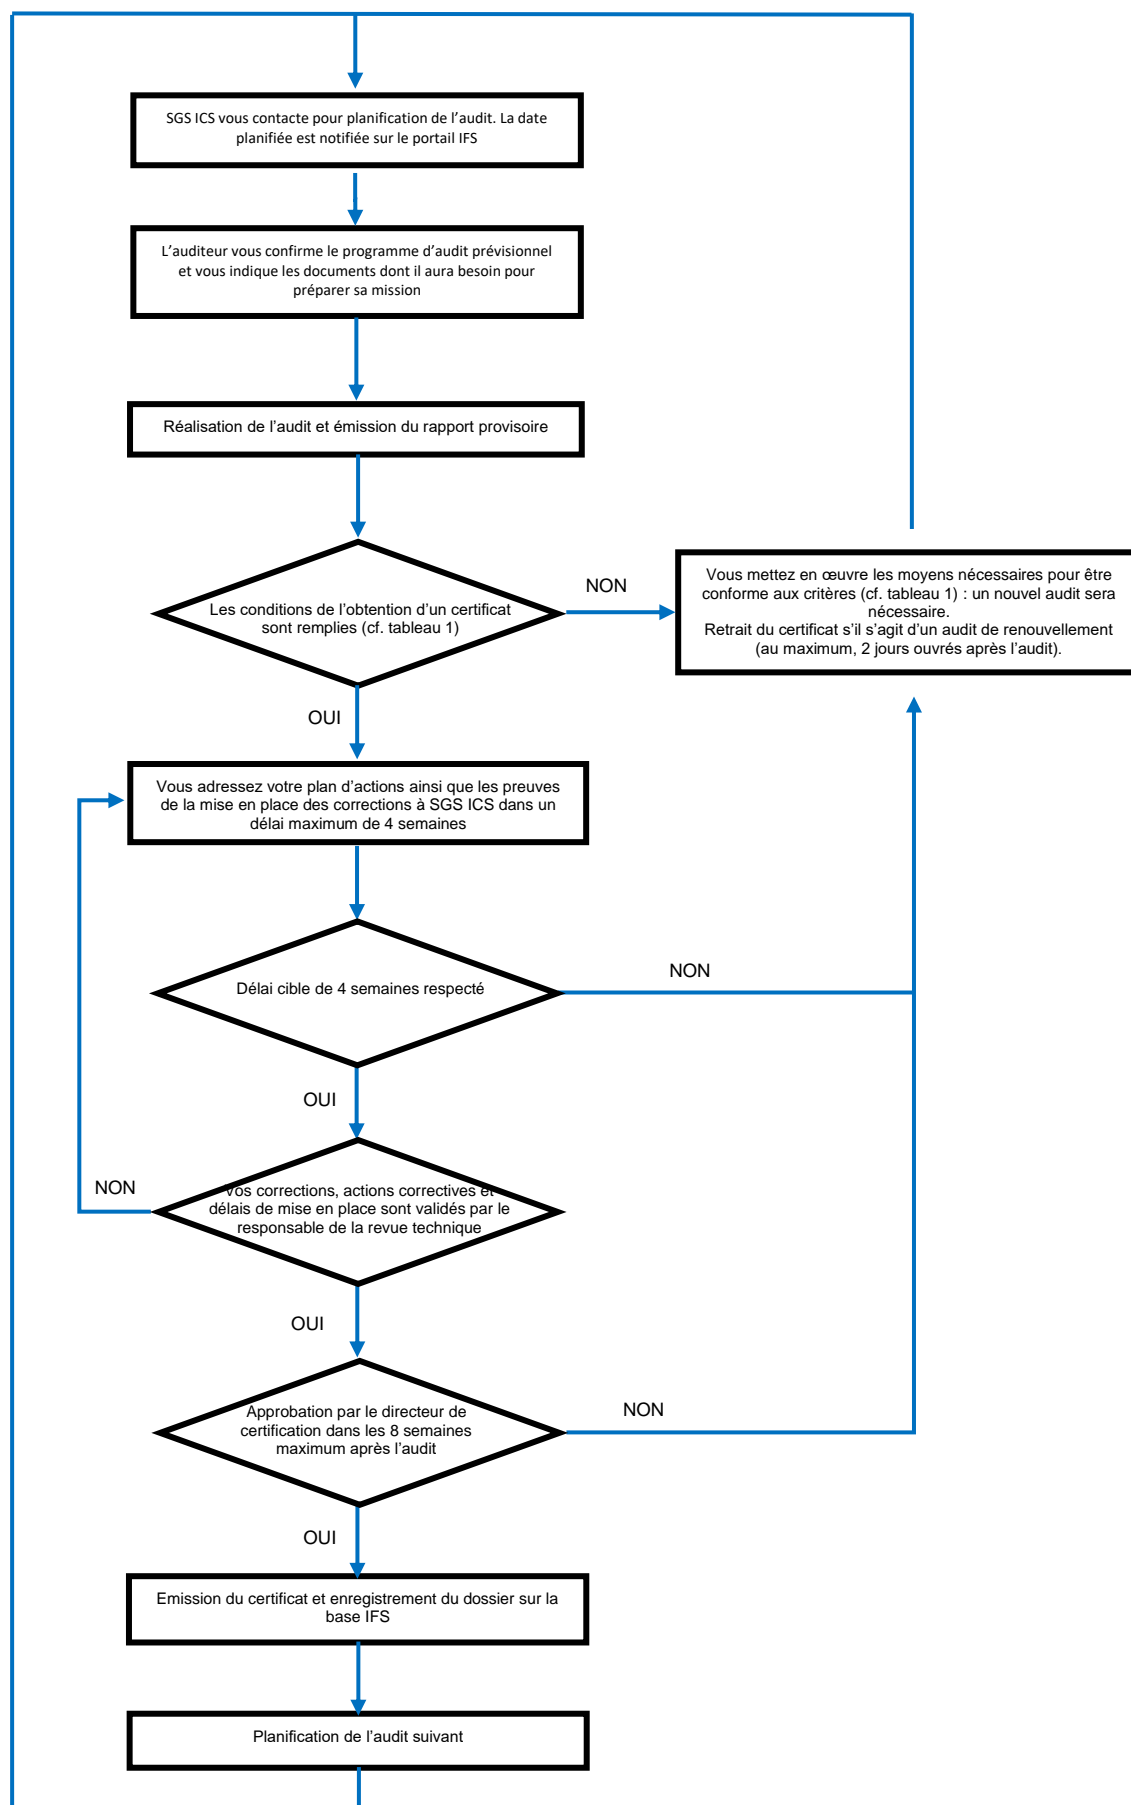 SGS ICS vous contacte pour planification de l’audit. La date
planifiée est notifiée sur le portail IFS
L’auditeur vous confirme le programme d’audit prévisionnel
et vous indique les documents dont il aura besoin pour
préparer sa mission
Réalisation de l’audit et émission du rapport provisoire
Les conditions de l’obtention d’un certificat
sont remplies (cf. tableau 1)
NON
Vous mettez en œuvre les moyens nécessaires pour être
conforme aux critères (cf. tableau 1) : un nouvel audit sera
nécessaire.
Retrait du certificat s’il s’agit d’un audit de renouvellement
(au maximum, 2 jours ouvrés après l’audit).
OUI
Vous adressez votre plan d’actions ainsi que les preuves
de la mise en place des corrections à SGS ICS dans un
délai maximum de 4 semaines
Délai cible de 4 semaines respecté
NON
OUI
Vos corrections, actions correctives et
délais de mise en place sont validés par le
responsable de la revue technique
NON
OUI
Approbation par le directeur de
certification dans les 8 semaines
maximum après l’audit
NON
OUI
Emission du certificat et enregistrement du dossier sur la
base IFS
Planification de l’audit suivant